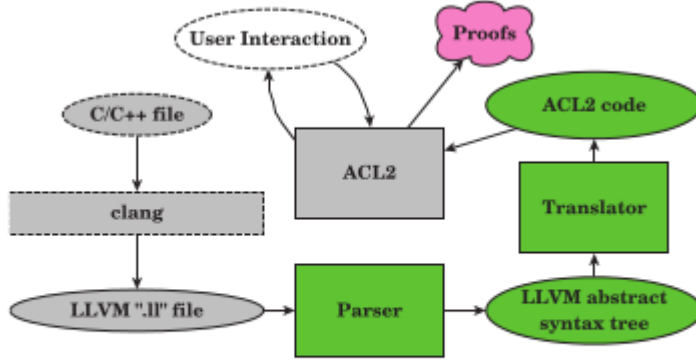 User Interaction
Proofs
C/C++ file
ACL2 code
ACL2
clang
Translator
LLVM ".ll" file
Parser
LLVM abstract
syntax tree